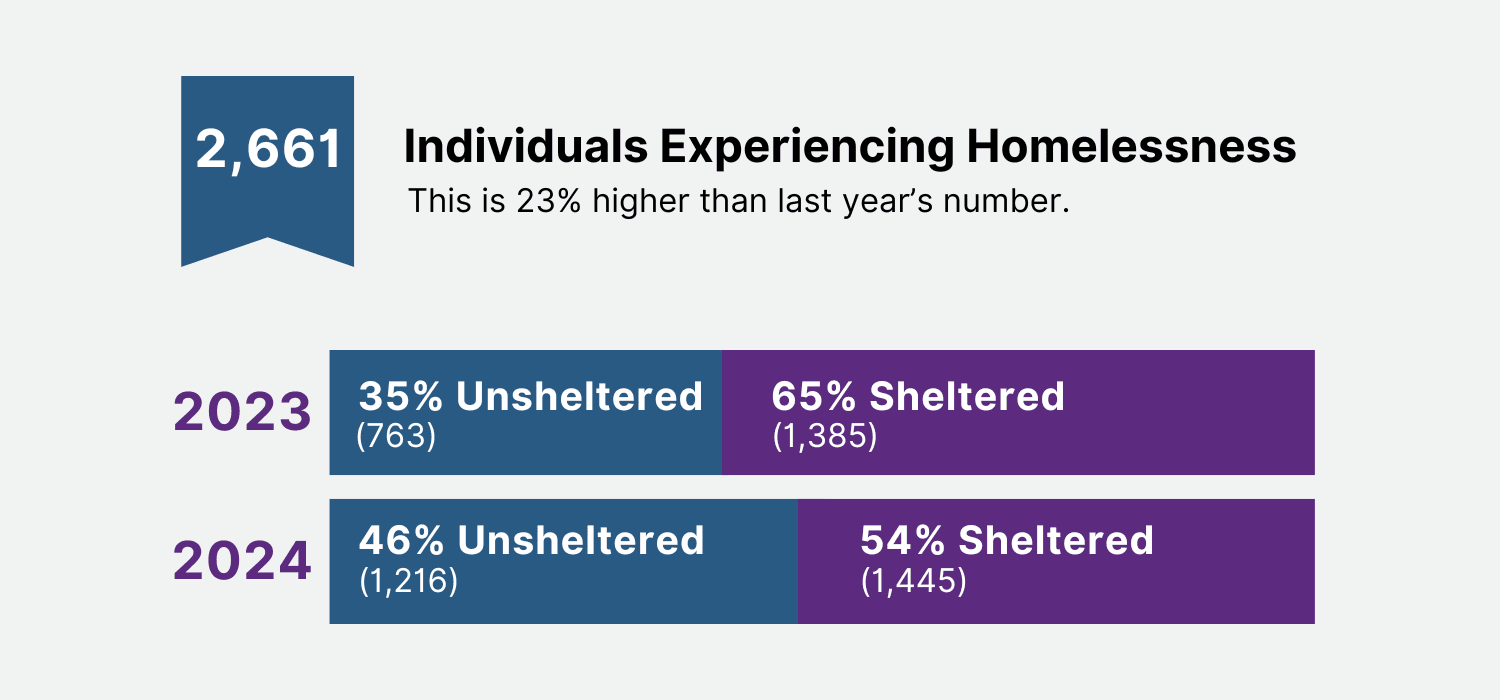 2,661
Individuals Experiencing Homelessness
This is 23% higher than last year’s number.
2023
35% Unsheltered
(763)
65% Sheltered
(1,385)
2024
46% Unsheltered
(1,216)
54% Sheltered
(1,445)